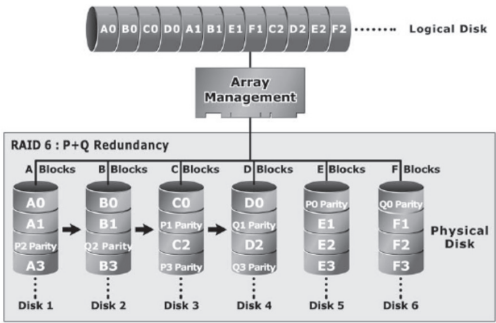 A0 B0 C0 D0 A1 B1 E1 F1 C2 D2 E2 F2 Logical Disk
Array
Management
RAID 6 : P+Q Redundancy
A Blocks B Blocks C Blocks D Blocks E Blocks F Blocks
A0 B0 C0 D0 P0 Parity Q0 Parity
A1 B1 P1 Parity Q1 Parity E1 F1
P2 Parity Q2 Parity C2 D2 E2 F2
A3 B3 P3 Parity Q3 Parity E3 F3
Physical
Disk
Disk 1 Disk 2 Disk 3 Disk 4 Disk 5 Disk 6